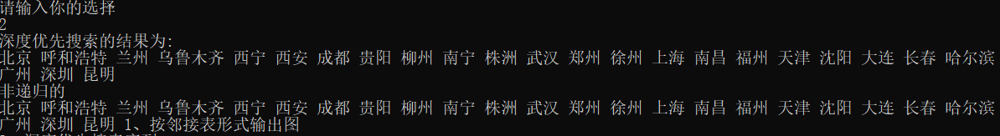 请输入你的选择
2
深度优先搜索的结果为:
北京 呼和浩特 兰州 乌鲁木齐 西宁 西安 成都 贵阳 柳州 南宁 株洲 武汉 郑州 徐州 上海 南昌 福州 天津 沈阳 大连 长春 哈尔滨
广州 深圳 昆明
非递归的
北京 呼和浩特 兰州 乌鲁木齐 西宁 西安 成都 贵阳 柳州 南宁 株洲 武汉 郑州 徐州 上海 南昌 福州 天津 沈阳 大连 长春 哈尔滨
广州 深圳 昆明 1、按邻接表形式输出图